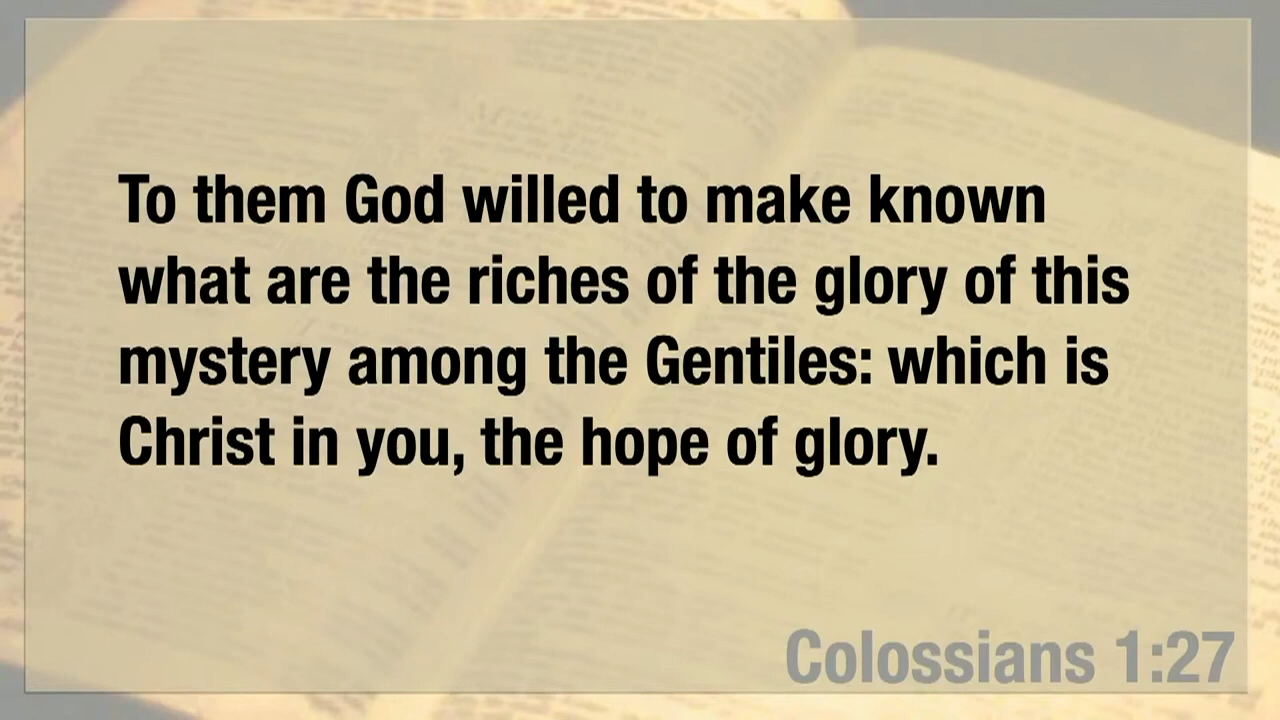 To them God willed to make known
what are the riches of the glory of this
mystery among the Gentiles: which is
Christ in you, the hope of glory.
Colossians 1:27